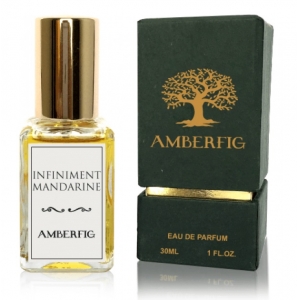 INFINIMENT
MANDARINE
AMBERFIG
AMBERFIG
EAU DE PARFUM
30ML 1 FL.OZ.